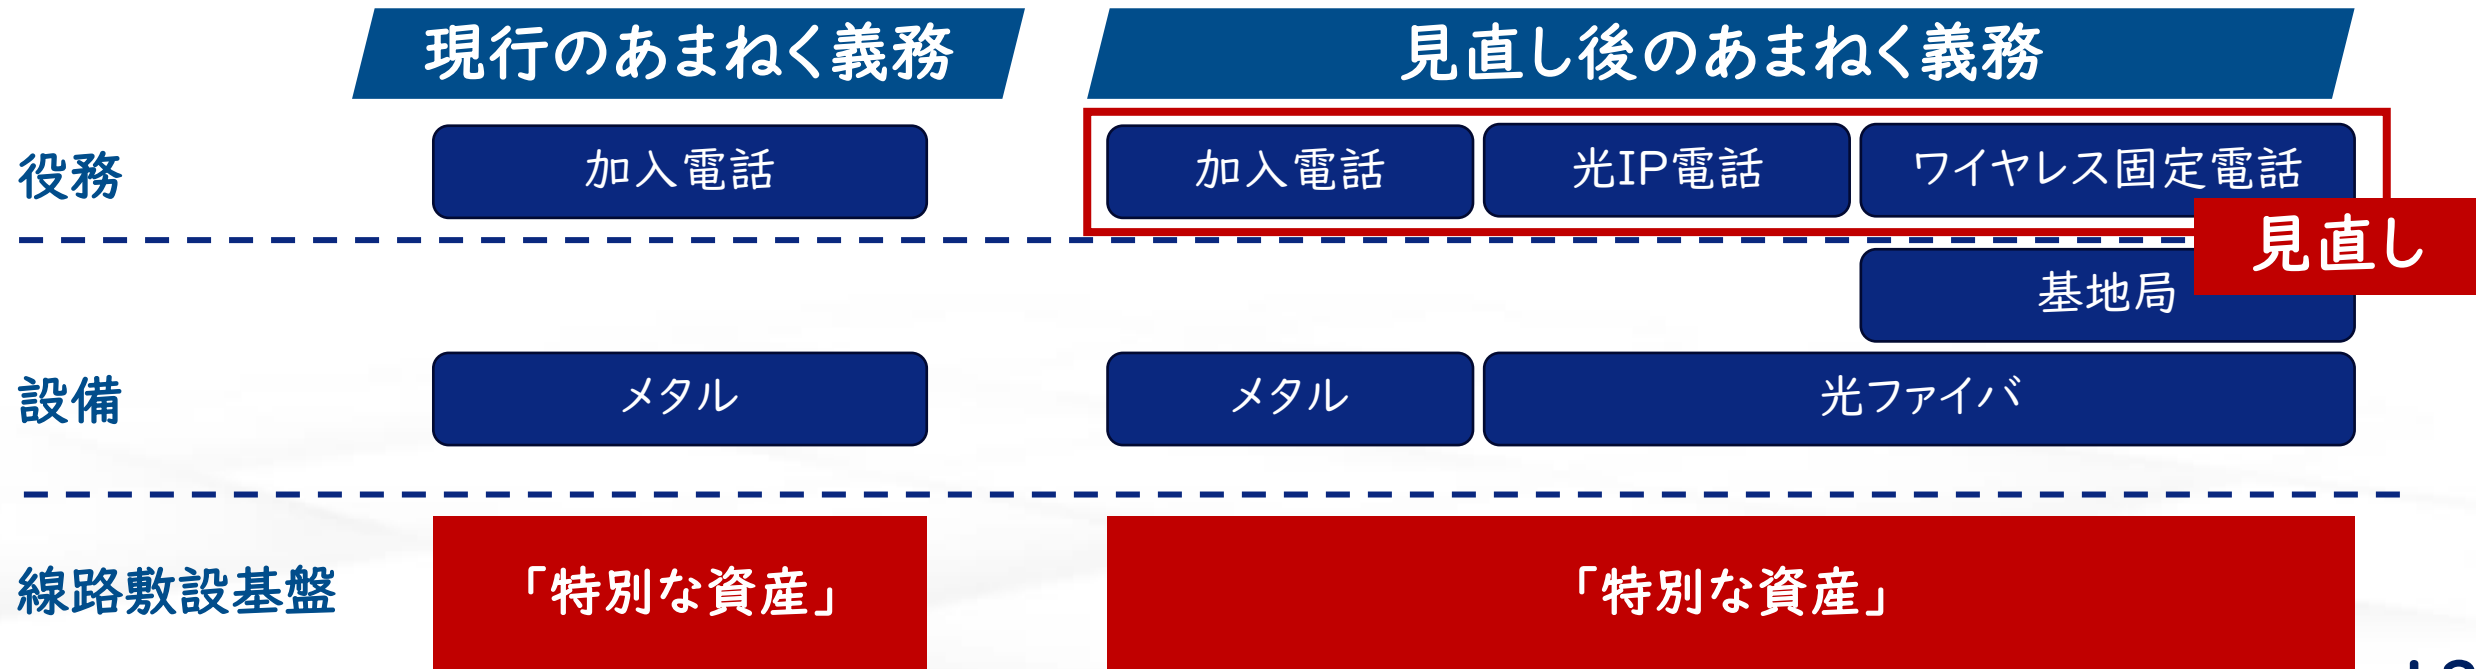 現行のあまねく義務
見直し後のあまねく義務
役務
加入電話
加入電話
光IP電話
ワイヤレス固定電話
見直し
基地局
設備
メタル
メタル
光ファイバ
線路敷設基盤
「特別な資産」
「特別な資産」